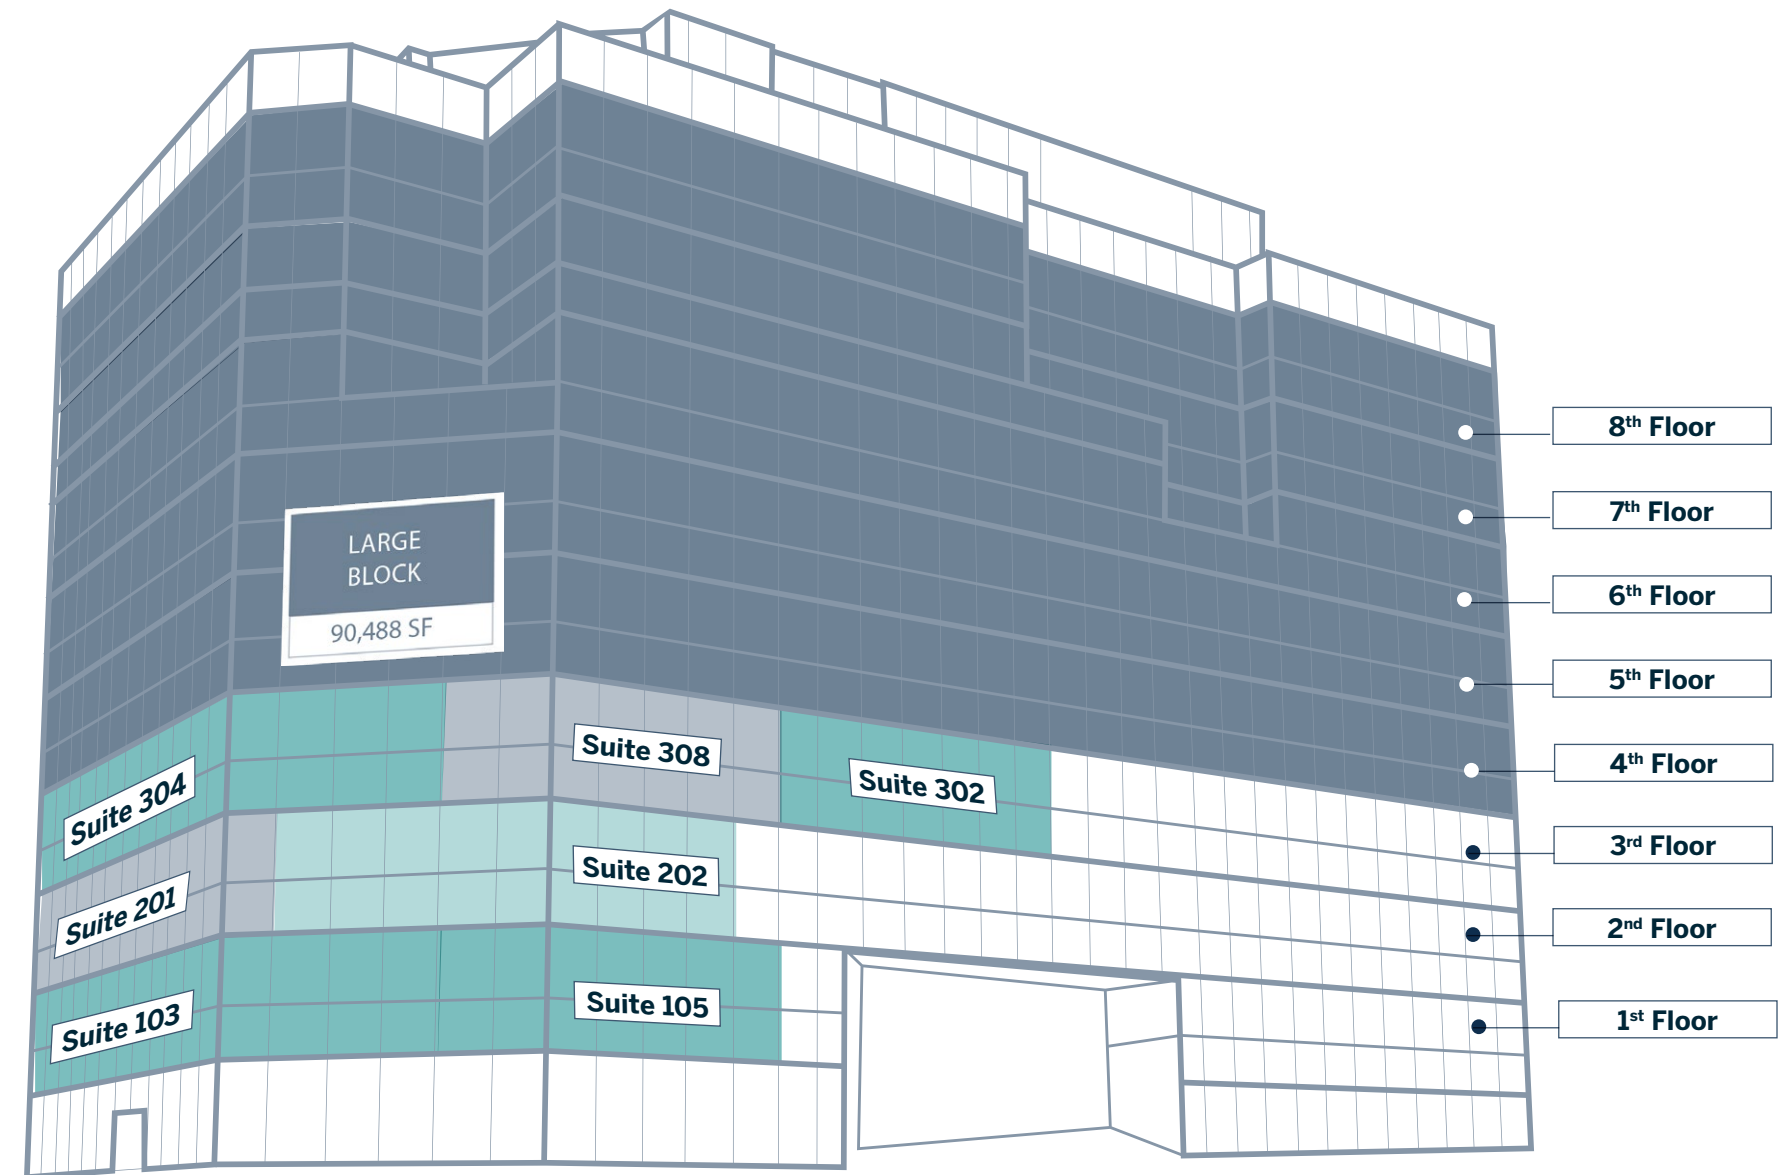 LARGE
BLOCK
90,488 SF
8th Floor
7th Floor
6th Floor
5th Floor
4th Floor
3rd Floor
2nd Floor
1st Floor
Suite 304
Suite 308
Suite 302
Suite 201
Suite 202
Suite 103
Suite 105